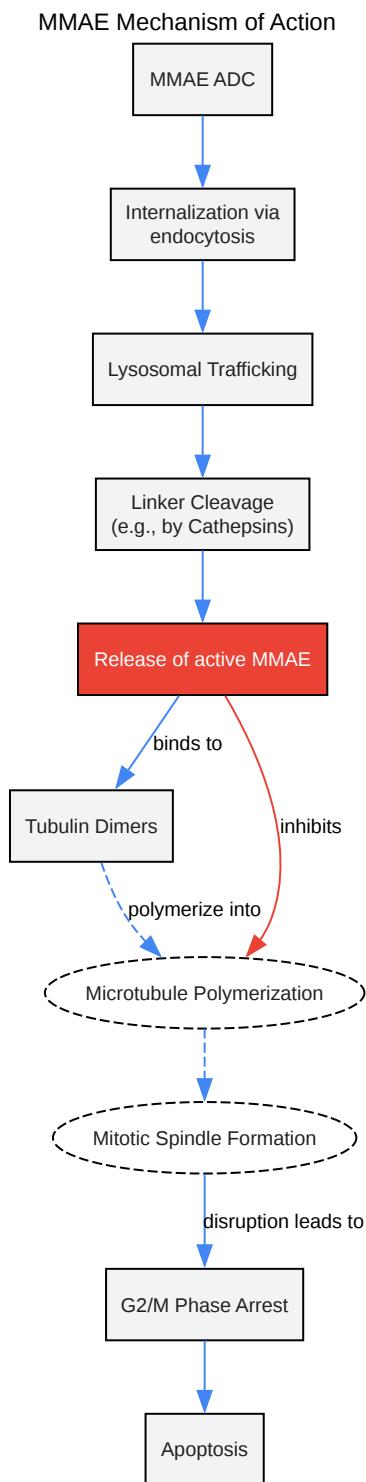 MMAE Mechanism of Action
MMAE ADC
Internalization via
endocytosis
Lysosomal Trafficking
Linker Cleavage
(e.g., by Cathepsins)
Release of active MMAE
binds to
Tubulin Dimers
inhibits
polymerize into
Microtubule Polymerization
Mitotic Spindle Formation
disruption leads to
G2/M Phase Arrest
Apoptosis